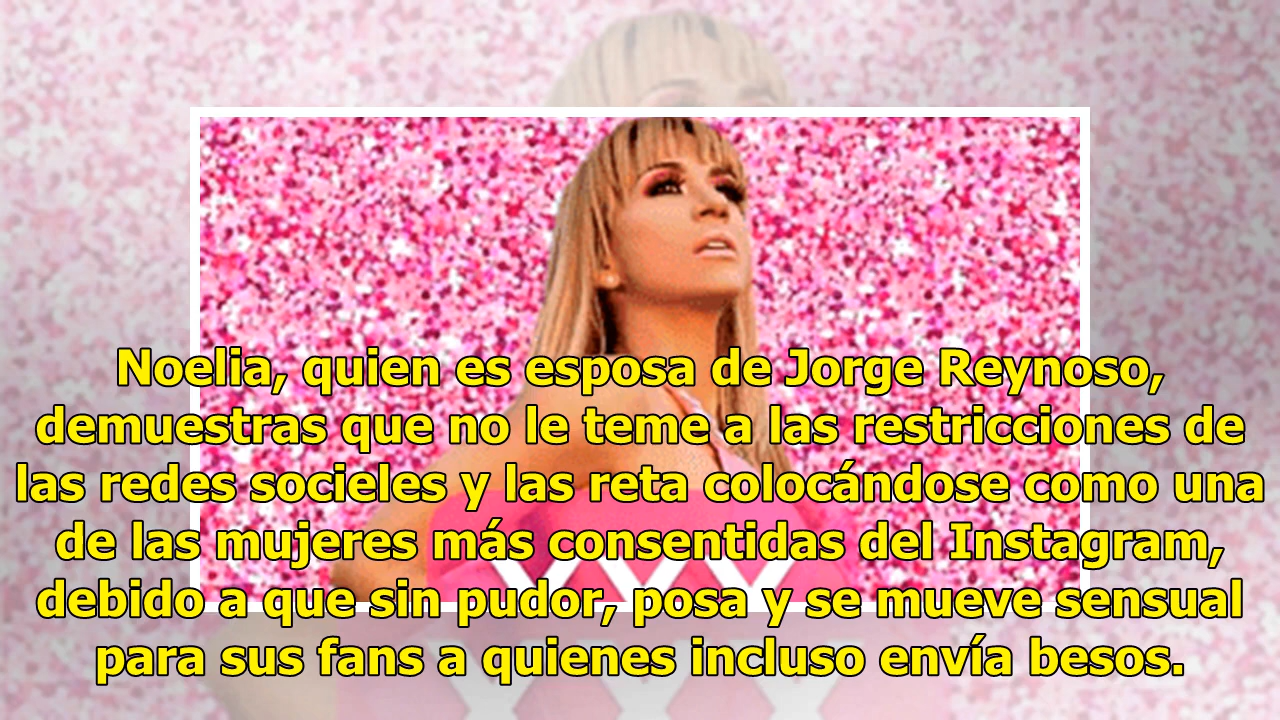 Noelia, quien es esposa de Jorge Reynoso,
demuestras que no le teme a las restricciones de
las redes socieles y las reta colocándose como una
de las mujeres más consentidas del Instagram,
debido a que sin pudor, posa y se mueve sensual
para sus fans a quienes incluso envía besos.